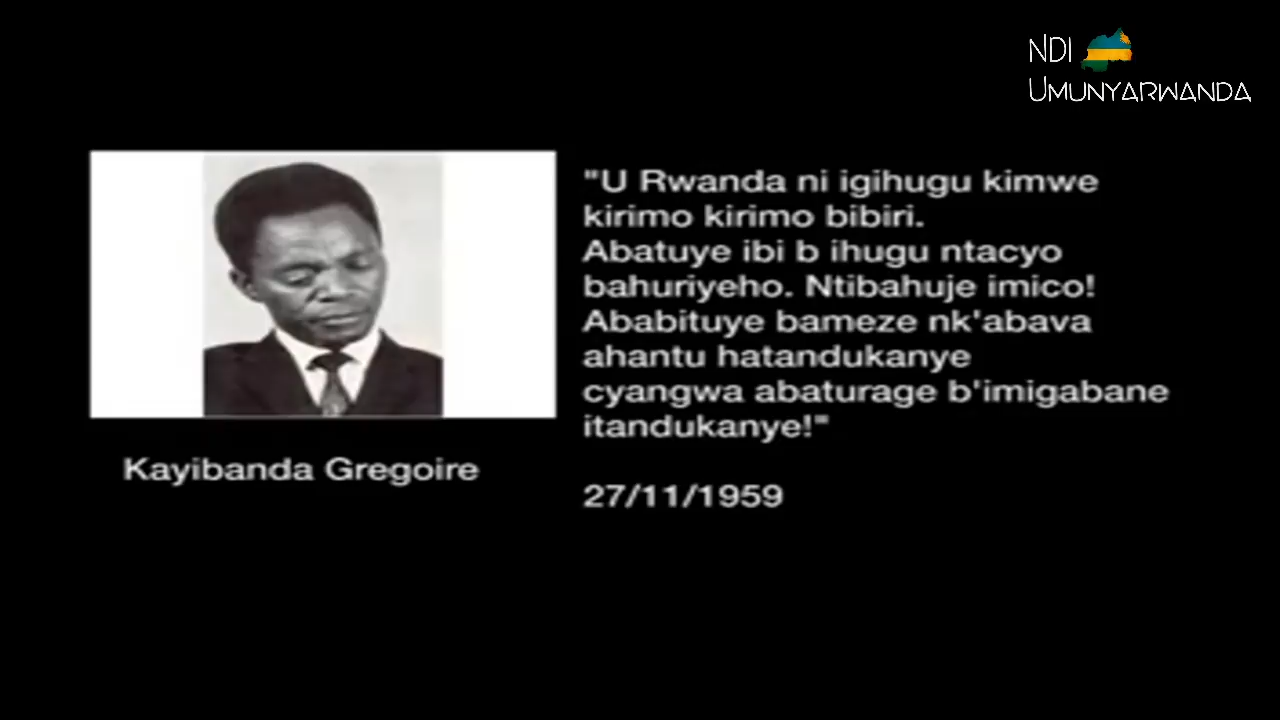 NDI
UMUNYARWANDA
"U Rwanda ni igihugu kimwe
kirimo kirimo bibiri.
Abatuye ibi b ihugu ntacyo
bahuriyeho. Ntibahuje imico!
Ababituye bameze nk'abava
ahantu hatandukanye
cyangwa abaturage b'imigabane
itandukanye!"
Kayibanda Gregoire
27/11/1959